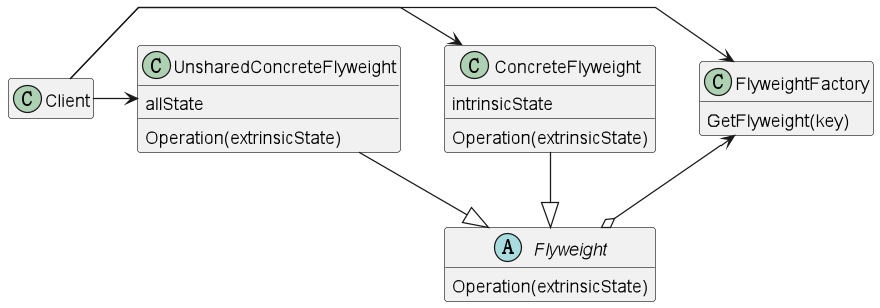 C Client
C UnsharedConcreteFlyweight
allState
Operation(extrinsicState)
C ConcreteFlyweight
intrinsicState
Operation(extrinsicState)
C FlyweightFactory
GetFlyweight(key)
A Flyweight
Operation(extrinsicState)